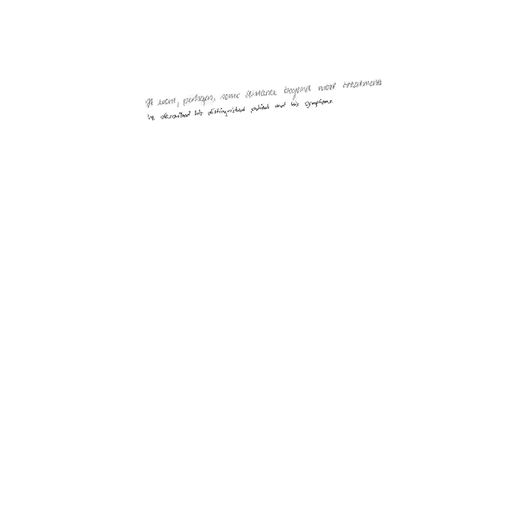 It went, perhaps, some distance beyond most treatments
he described his distinguished patient and his symptoms